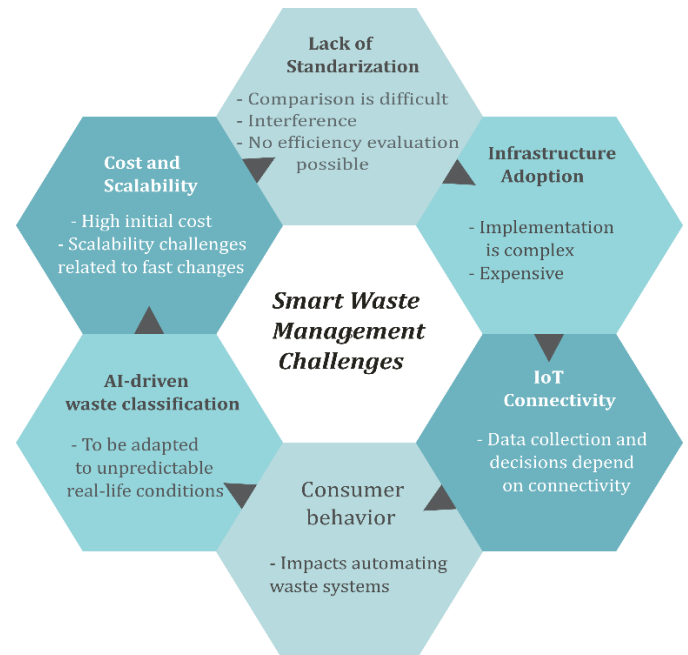 Lack of
Standarization
- Comparison is difficult
- Interference
- No efficiency evaluation
possible
Infrastructure
Adoption
- Implementation
is complex
- Expensive
IoT
Connectivity
- Data collection and
decisions depend
on connectivity
Consumer
behavior
- Impacts automating
waste systems
AI-driven
waste classification
- To be adapted
to unpredictable
real-life conditions
Cost and
Scalability
- High initial cost
- Scalability challenges
related to fast changes
Smart Waste
Management
Challenges